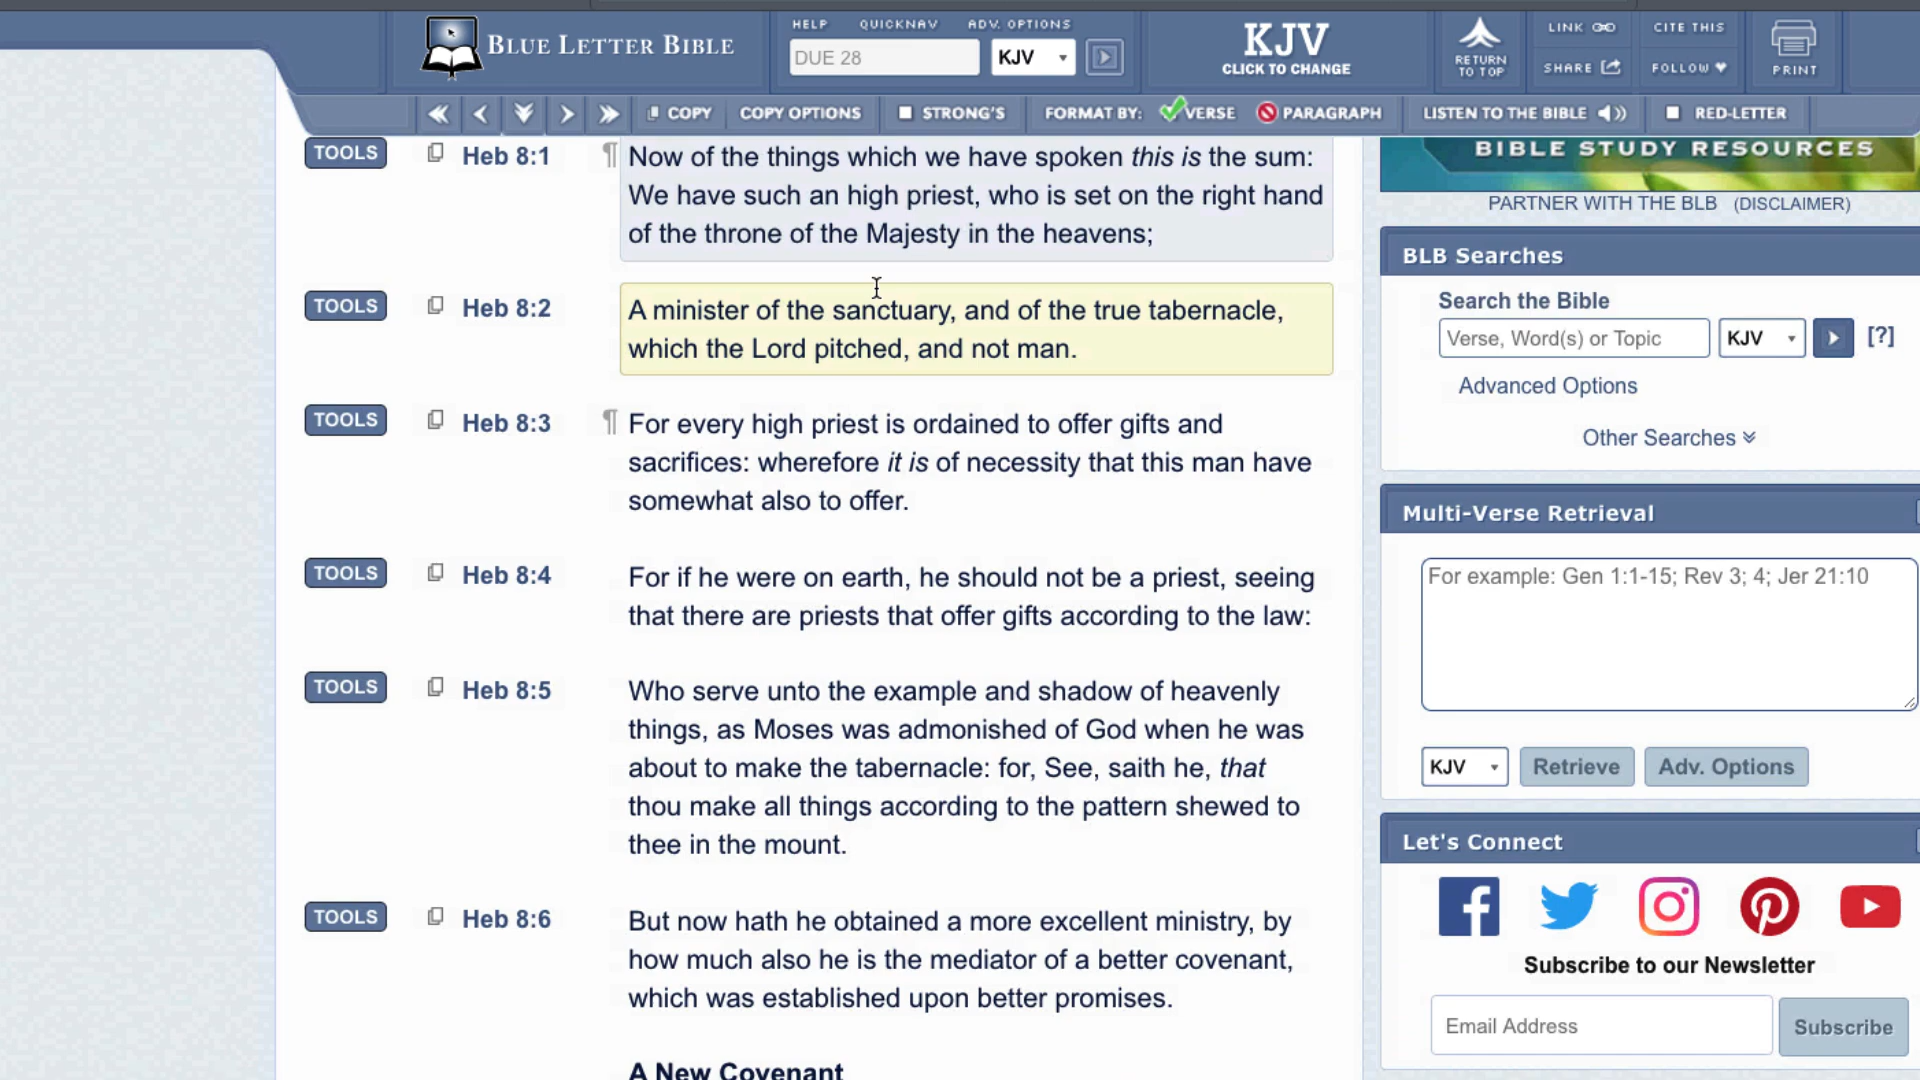 BLUE LETTER BIBLE
HELP QUICKNAV ADV. OPTIONS
DUE 28
KJV
KJV
CLICK TO CHANGE
RETURN
TO TOP
LINK
SHARE
CITE THIS
FOLLOW
PRINT
COPY
COPY OPTIONS
STRONG'S
FORMAT BY:
VERSE
PARAGRAPH
LISTEN TO THE BIBLE
RED-LETTER
TOOLS Heb 8:1 ¶ Now of the things which we have spoken this is the sum:
We have such an high priest, who is set on the right hand
of the throne of the Majesty in the heavens;
TOOLS Heb 8:2 A minister of the sanctuary, and of the true tabernacle,
which the Lord pitched, and not man.
TOOLS Heb 8:3 ¶ For every high priest is ordained to offer gifts and
sacrifices: wherefore it is of necessity that this man have
somewhat also to offer.
TOOLS Heb 8:4 For if he were on earth, he should not be a priest, seeing
that there are priests that offer gifts according to the law:
TOOLS Heb 8:5 Who serve unto the example and shadow of heavenly
things, as Moses was admonished of God when he was
about to make the tabernacle: for, See, saith he, that
thou make all things according to the pattern shewed to
thee in the mount.
TOOLS Heb 8:6 But now hath he obtained a more excellent ministry, by
how much also he is the mediator of a better covenant,
which was established upon better promises.
A New Covenant
BIBLE STUDY RESOURCES
PARTNER WITH THE BLB (DISCLAIMER)
BLB Searches
Search the Bible
Verse, Word(s) or Topic KJV [?]
Advanced Options
Other Searches
Multi-Verse Retrieval
For example: Gen 1:1-15; Rev 3; 4; Jer 21:10
KJV Retrieve Adv. Options
Let's Connect
Subscribe to our Newsletter
Email Address Subscribe